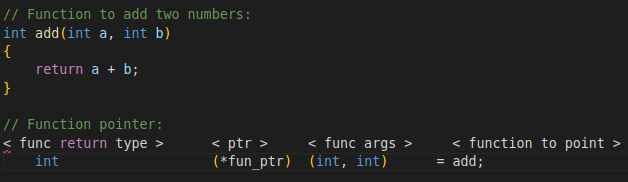 // Function to add two numbers:
int add(int a, int b)
{
    return a + b;
}

// Function pointer:
< func return type >      < ptr >     < func args >     < function to point >
    int                   (*fun_ptr)  (int, int)      = add;